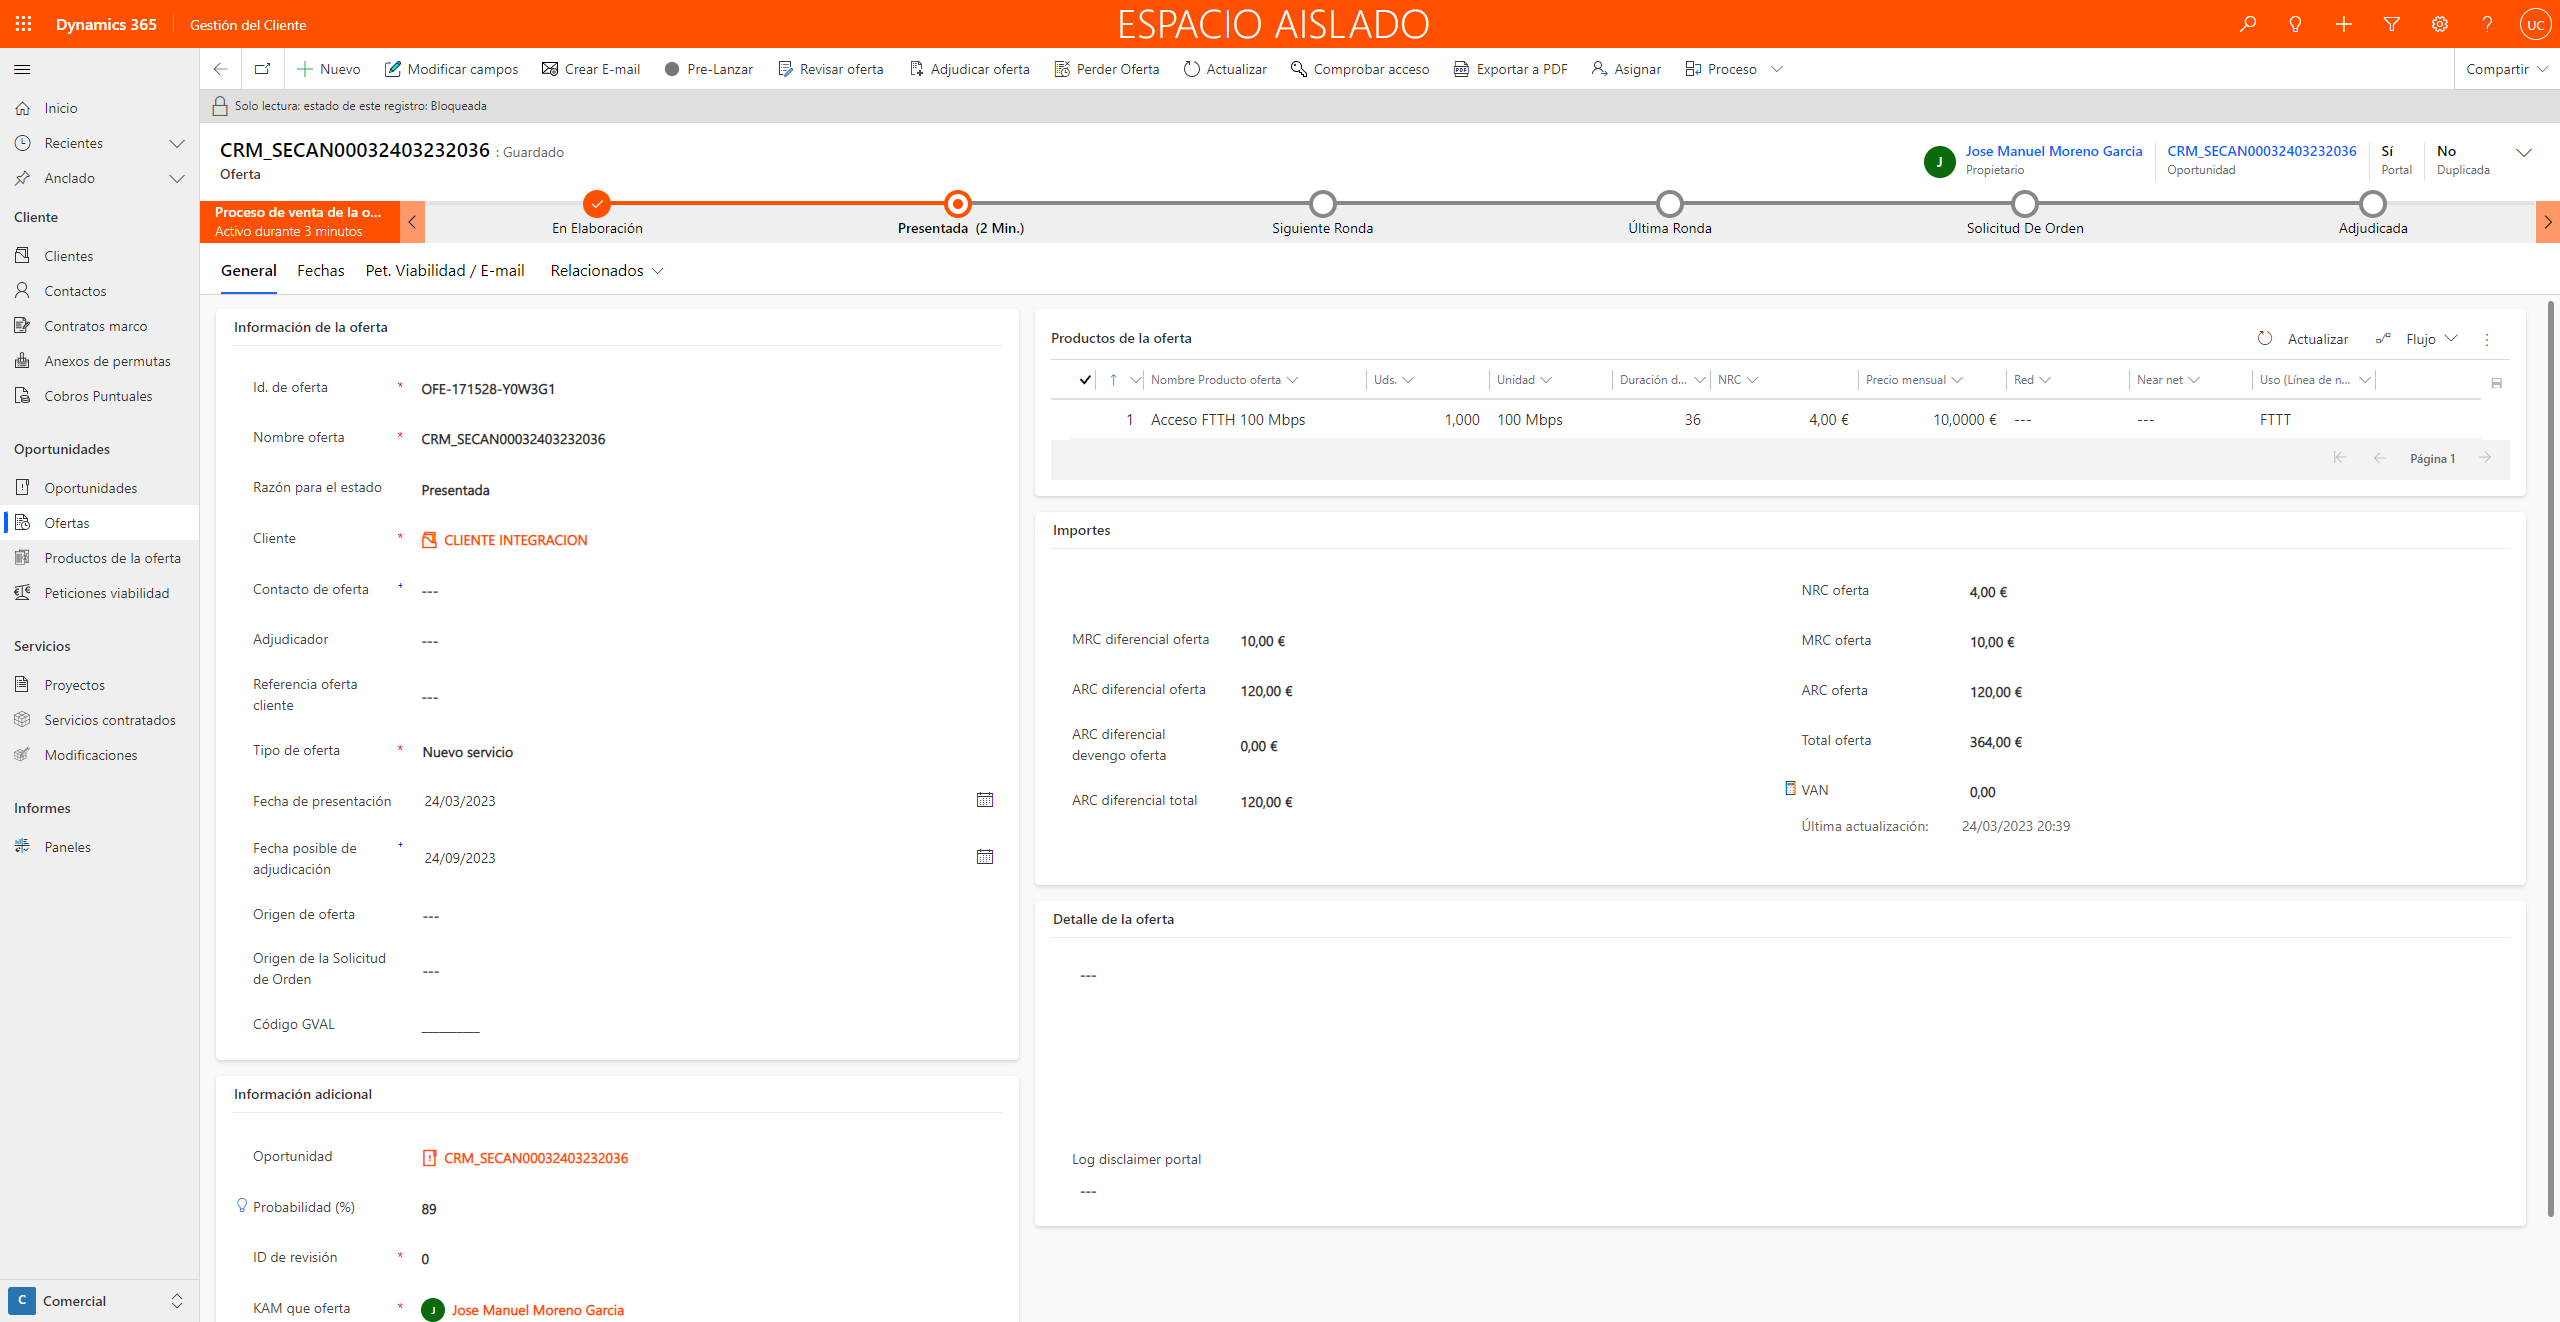 Dynamics 365
Gestión del Cliente
ESPACIO AISLADO
UC
Nuevo
Modificar campos
Crear E-mail
Pre-Lanzar
Revisar oferta
Adjudicar oferta
Perder Oferta
Actualizar
Comprobar acceso
Exportar a PDF
Asignar
Proceso
Compartir
Solo lectura: estado de este registro: Bloqueada
Inicio
Recientes
Anclado
Cliente
Clientes
Contactos
Contratos marco
Anexos de permutas
Cobros Puntuales
Oportunidades
Oportunidades
Ofertas
Productos de la oferta
Peticiones viabilidad
Servicios
Proyectos
Servicios contratados
Modificaciones
Informes
Paneles
C Comercial
CRM_SECAN00032403232036 : Guardado
Oferta
J
Jose Manuel Moreno Garcia
Propietario
CRM_SECAN00032403232036
Oportunidad
Sí
Portal
No
Duplicada
Proceso de venta de la o...
Activo durante 3 minutos
En Elaboración
Presentada (2 Min.)
Siguiente Ronda
Última Ronda
Solicitud De Orden
Adjudicada
General
Fechas
Pet. Viabilidad / E-mail
Relacionados
Información de la oferta
Id. de oferta * OFE-171528-Y0W3G1
Nombre oferta * CRM_SECAN00032403232036
Razón para el estado Presentada
Cliente * CLIENTE INTEGRACION
Contacto de oferta + ---
Adjudicador ---
Referencia oferta
cliente ---
Tipo de oferta * Nuevo servicio
Fecha de presentación 24/03/2023
Fecha posible de
adjudicación + 24/09/2023
Origen de oferta ---
Origen de la Solicitud
de Orden ---
Código GVAL __________
Información adicional
Oportunidad CRM_SECAN00032403232036
Probabilidad (%) 89
ID de revisión * 0
KAM que oferta * J Jose Manuel Moreno Garcia
Productos de la oferta
Actualizar
Flujo
Nombre Producto oferta Uds. Unidad Duración d... NRC Precio mensual Red Near net Uso (Línea de n...
1 Acceso FTTH 100 Mbps 1,000 100 Mbps 36 4,00 € 10,0000 € --- --- FTTT
Página 1
Importes
MRC diferencial oferta 10,00 €
ARC diferencial oferta 120,00 €
ARC diferencial
devengo oferta 0,00 €
ARC diferencial total 120,00 €
NRC oferta 4,00 €
MRC oferta 10,00 €
ARC oferta 120,00 €
Total oferta 364,00 €
VAN 0,00
Última actualización: 24/03/2023 20:39
Detalle de la oferta
---
Log disclaimer portal
---